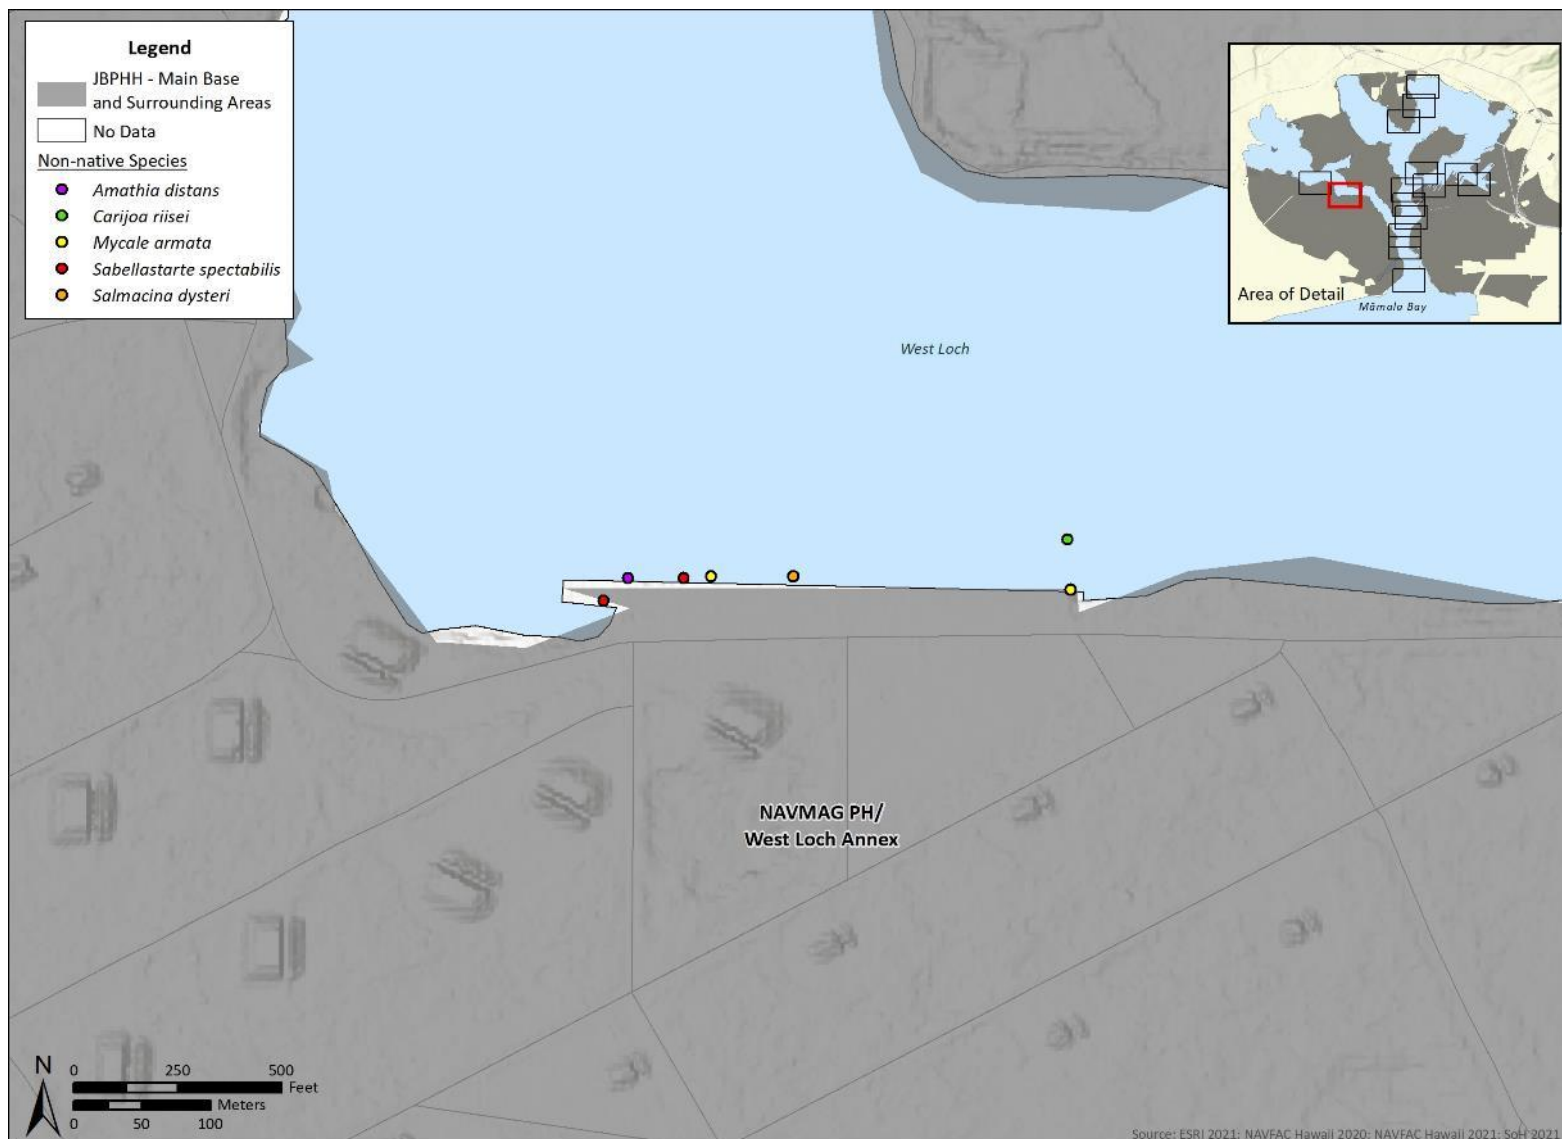 Legend
JBPHH - Main Base
and Surrounding Areas
No Data
Non-native Species
Amathia distans
Carijoa riisei
Mycale armata
Sabellastarte spectabilis
Salmacina dysteri
Area of Detail
Māmala Bay
West Loch
NAVMAG PH/
West Loch Annex
N
0 250 500
Feet
Meters
0 50 100
Source: ESRI 2021; NAVFAC Hawaii 2020; NAVFAC Hawaii 2021; SoH 2021